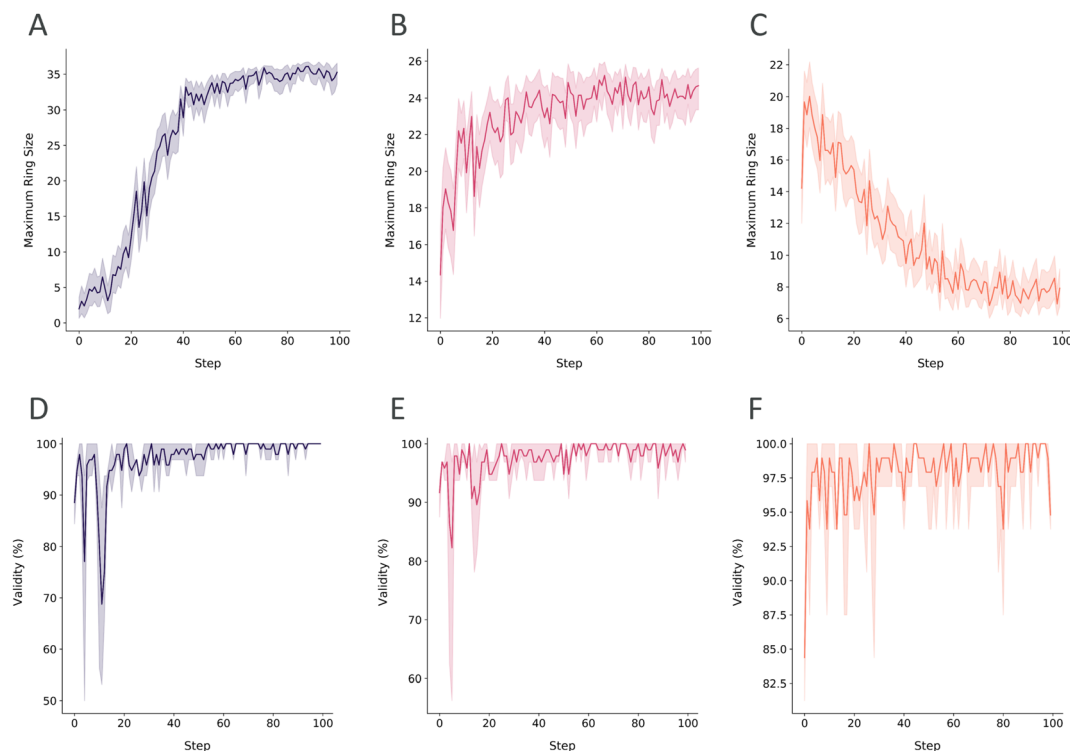 A
Maximum Ring Size
35
30
25
20
15
10
5
0
0 20 40 60 80 100
Step
B
Maximum Ring Size
26
24
22
20
18
16
14
12
0 20 40 60 80 100
Step
C
Maximum Ring Size
22
20
18
16
14
12
10
8
6
0 20 40 60 80 100
Step
D
Validity (%)
100
90
80
70
60
50
0 20 40 60 80 100
Step
E
Validity (%)
100
90
80
70
60
0 20 40 60 80 100
Step
F
Validity (%)
100.0
97.5
95.0
92.5
90.0
87.5
85.0
82.5
0 20 40 60 80 100
Step